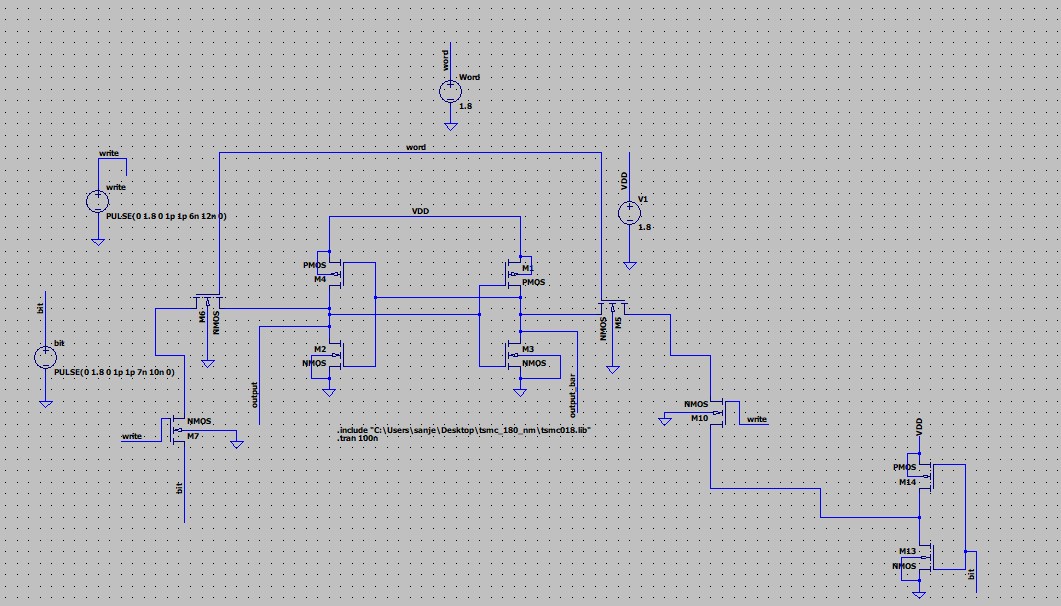 word
Word
1.8
word
write
write
PULSE(0 1.8 0 1p 1p 6n 12n 0)
VDD
V1
1.8
VDD
PMOS
M4
M1
PMOS
bit
M6
NMOS
NMOS
M5
bit
PULSE(0 1.8 0 1p 1p 7n 10n 0)
M2
NMOS
M3
NMOS
output
output_bar
NMOS
M10
write
NMOS
M7
write
.include "C:\Users\sanje\Desktop\tsmc_180_nm\tsmc018.lib"
.tran 100n
VDD
PMOS
M14
bit
M13
NMOS
bit